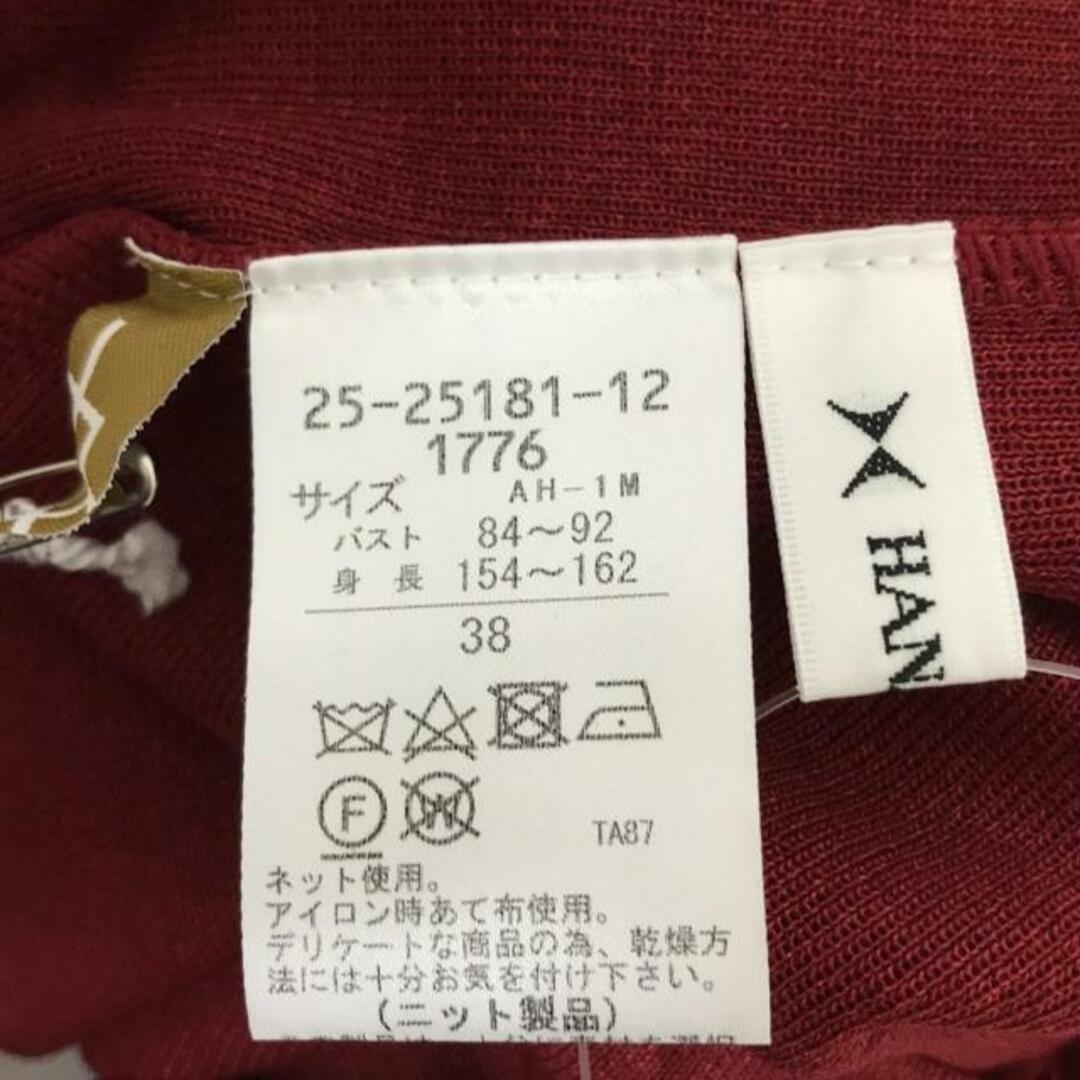 25-25181-12
1776
サイズ AH-1M
バスト 84～92
身長 154～162
38
F
W
TA87
ネット使用。
アイロン時あて布使用。
デリケートな商品の為、乾燥方
法には十分お気を付け下さい。
(ニット製品)
HAN